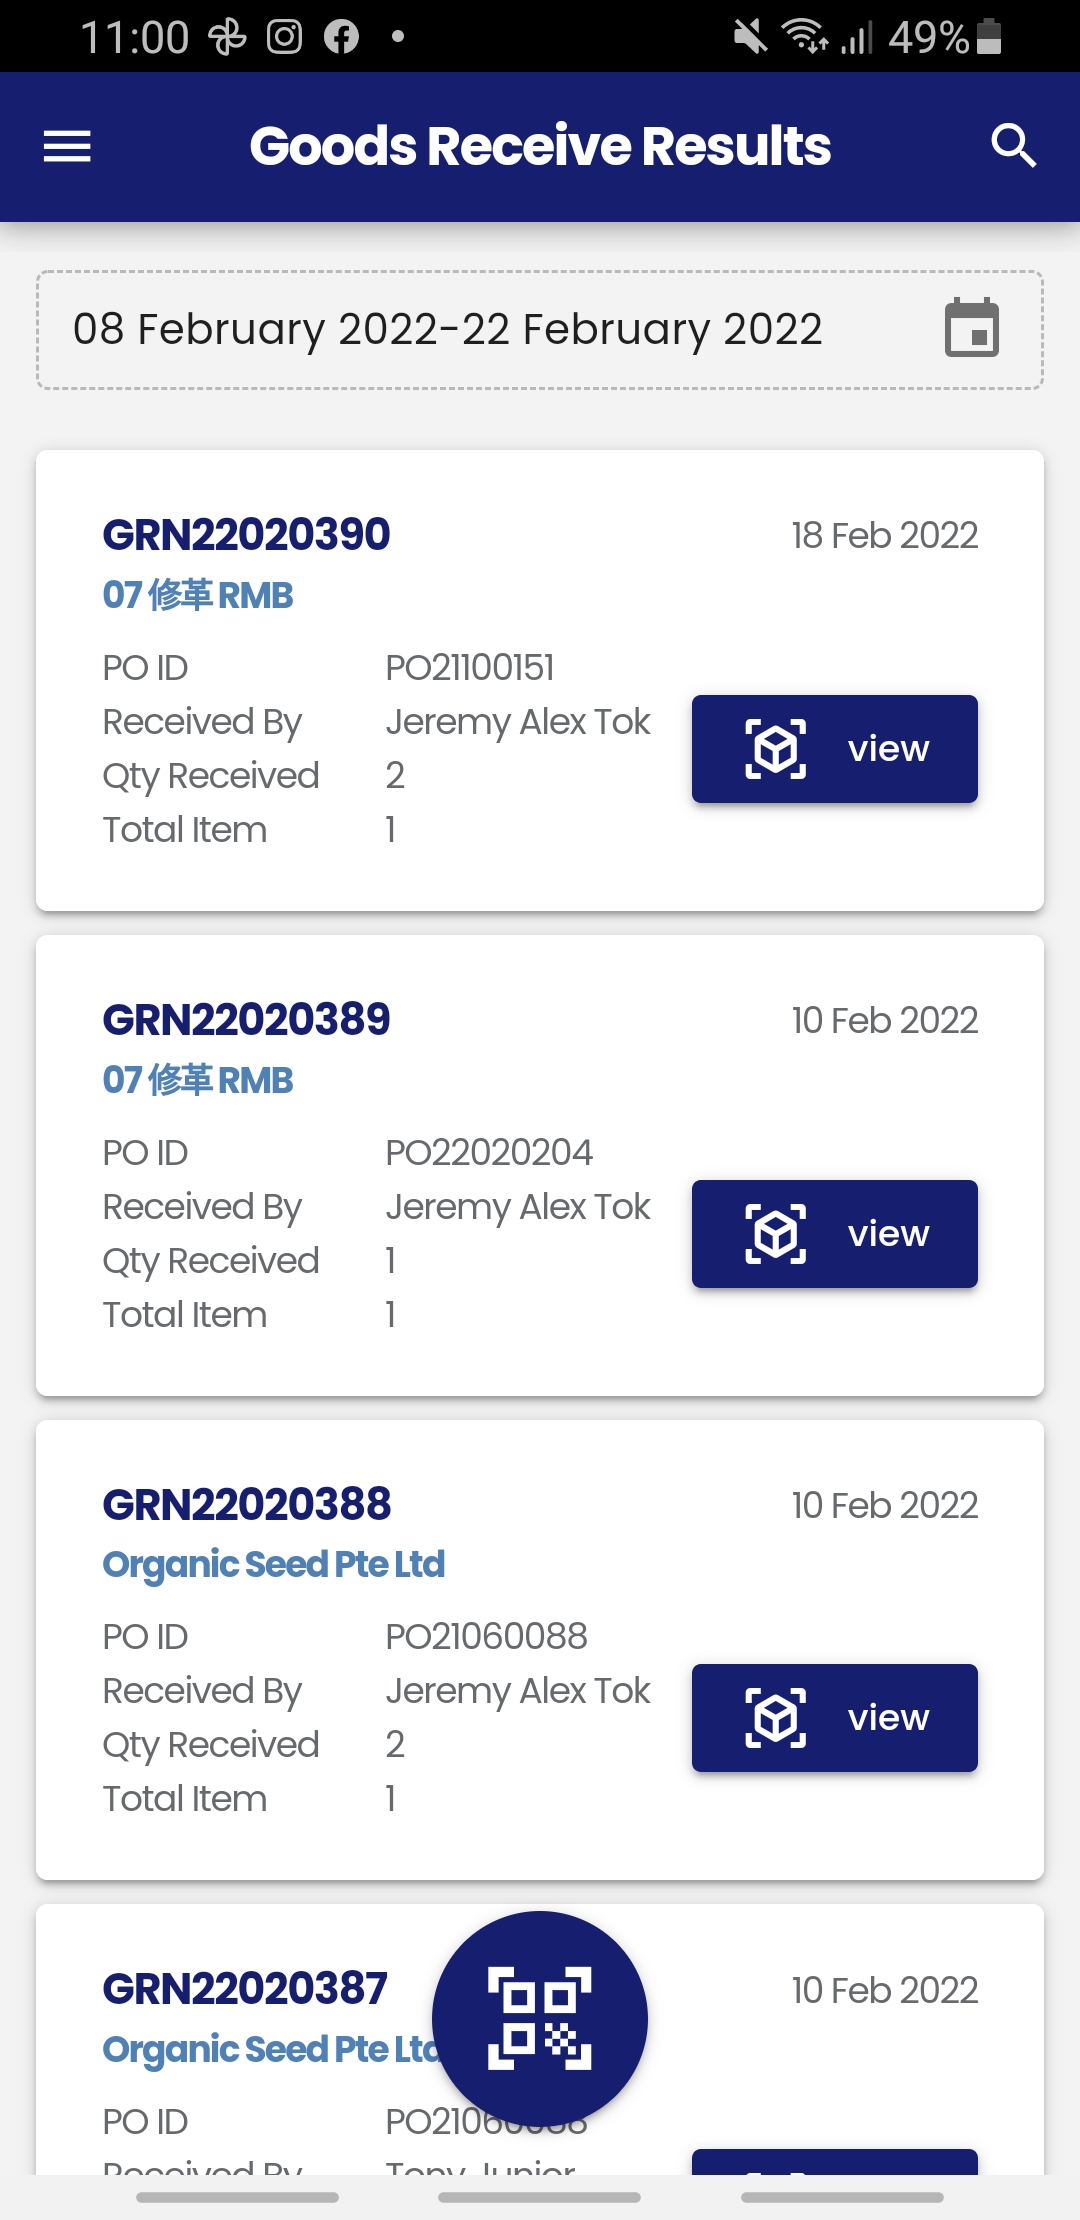 11:00 49%
Goods Receive Results
08 February 2022-22 February 2022
GRN22020390 18 Feb 2022
07 修革 RMB
PO ID PO21100151
Received By Jeremy Alex Tok
Qty Received 2
Total Item 1
view
GRN22020389 10 Feb 2022
07 修革 RMB
PO ID PO22020204
Received By Jeremy Alex Tok
Qty Received 1
Total Item 1
view
GRN22020388 10 Feb 2022
Organic Seed Pte Ltd
PO ID PO21060088
Received By Jeremy Alex Tok
Qty Received 2
Total Item 1
view
GRN22020387 10 Feb 2022
Organic Seed Pte Ltd
PO ID
Received By Tony Junior